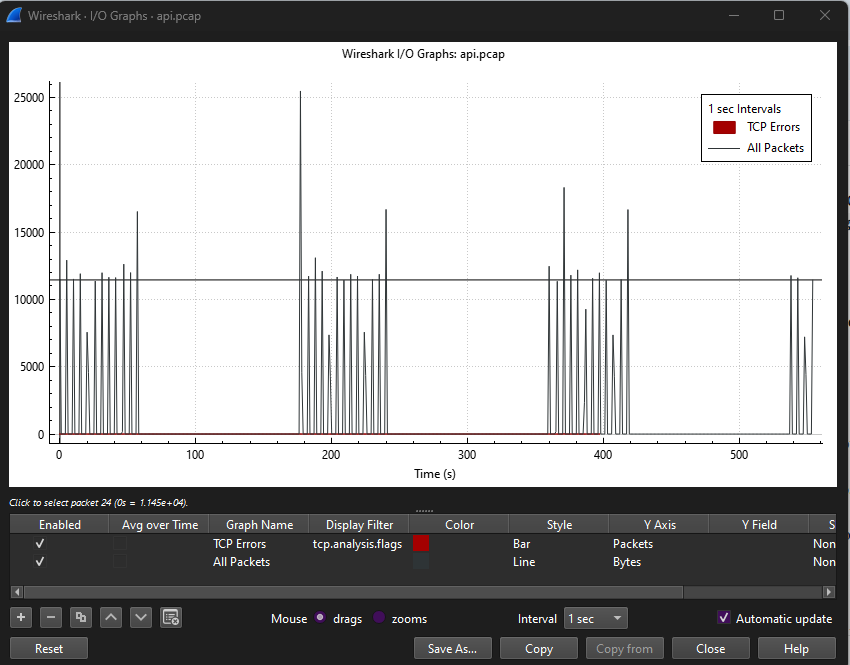 Wireshark · I/O Graphs · api.pcap
Wireshark I/O Graphs: api.pcap
25000
20000
15000
10000
5000
0
1 sec Intervals
TCP Errors
All Packets
0 100 200 300 400 500
Time (s)
Click to select packet 24 (0s = 1.145e+04).
Enabled Avg over Time Graph Name Display Filter Color Style Y Axis Y Field S
TCP Errors tcp.analysis.flags Bar Packets Non
All Packets Line Bytes Non
Mouse drags zooms Interval 1 sec Automatic update
Reset Save As... Copy Copy from Close Help